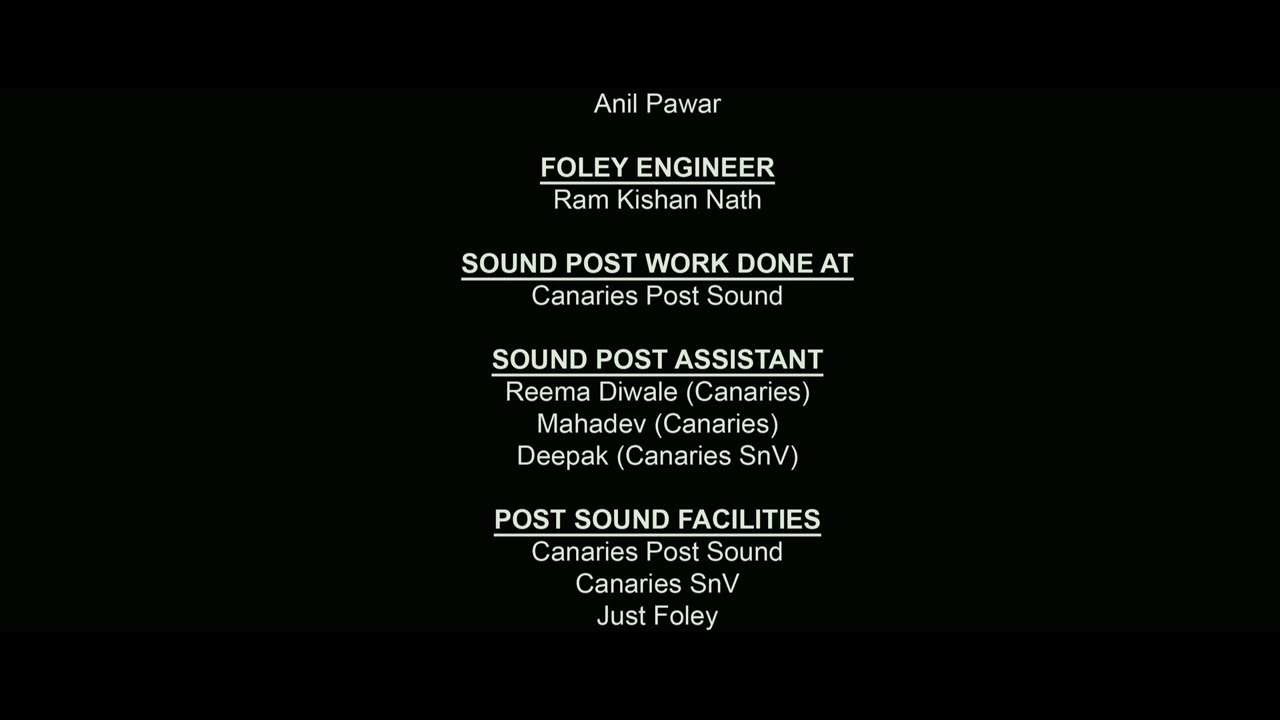 Anil Pawar
FOLEY ENGINEER
Ram Kishan Nath
SOUND POST WORK DONE AT
Canaries Post Sound
SOUND POST ASSISTANT
Reema Diwale (Canaries)
Mahadev (Canaries)
Deepak (Canaries SnV)
POST SOUND FACILITIES
Canaries Post Sound
Canaries SnV
Just Foley